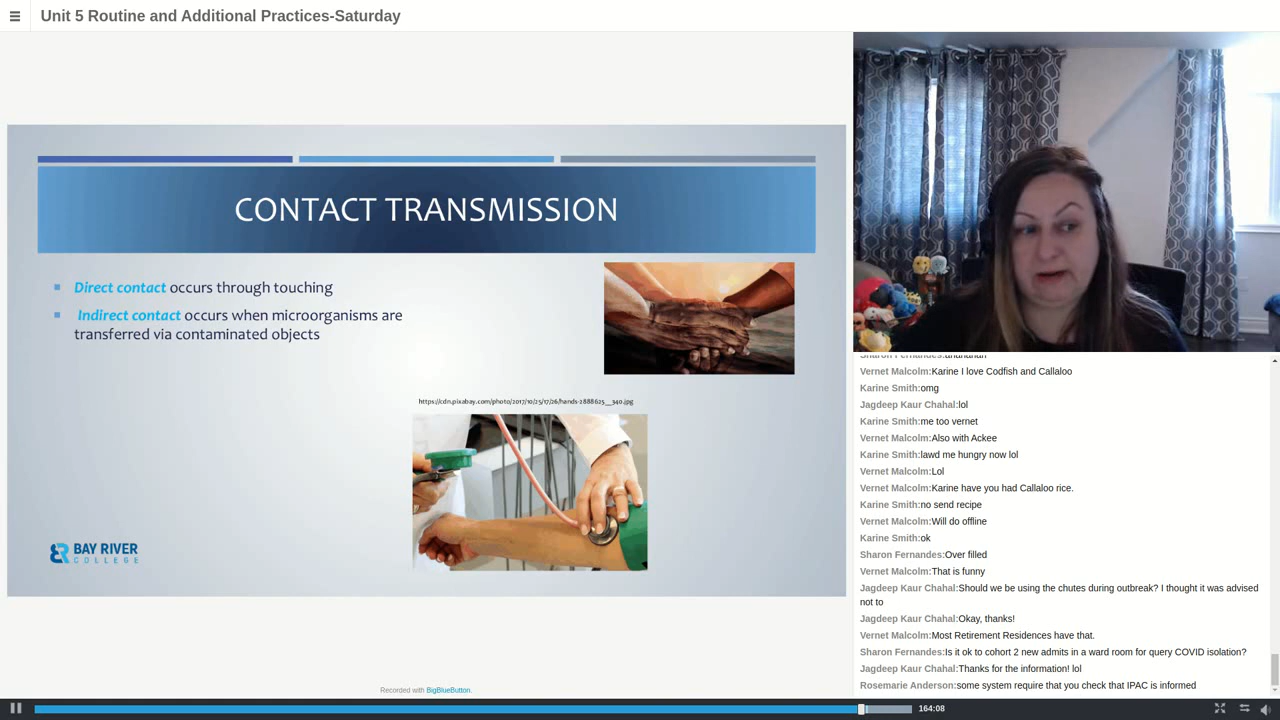 Unit 5 Routine and Additional Practices-Saturday
CONTACT TRANSMISSION
Direct contact occurs through touching
Indirect contact occurs when microorganisms are
transferred via contaminated objects
https://cdn.pixabay.com/photo/2017/10/25/17/26/hands-2888625__340.jpg
BAY RIVER
COLLEGE
Recorded with BigBlueButton.
Sharon Fernandes:ahahahah
Vernet Malcolm:Karine I love Codfish and Callaloo
Karine Smith:omg
Jagdeep Kaur Chahal:lol
Karine Smith:me too vernet
Vernet Malcolm:Also with Ackee
Karine Smith:lawd me hungry now lol
Vernet Malcolm:Lol
Vernet Malcolm:Karine have you had Callaloo rice.
Karine Smith:no send recipe
Vernet Malcolm:Will do offline
Karine Smith:ok
Sharon Fernandes:Over filled
Vernet Malcolm:That is funny
Jagdeep Kaur Chahal:Should we be using the chutes during outbreak? I thought it was advised
not to
Jagdeep Kaur Chahal:Okay, thanks!
Vernet Malcolm:Most Retirement Residences have that.
Sharon Fernandes:Is it ok to cohort 2 new admits in a ward room for query COVID isolation?
Jagdeep Kaur Chahal:Thanks for the information! lol
Rosemarie Anderson:some system require that you check that IPAC is informed
164:08